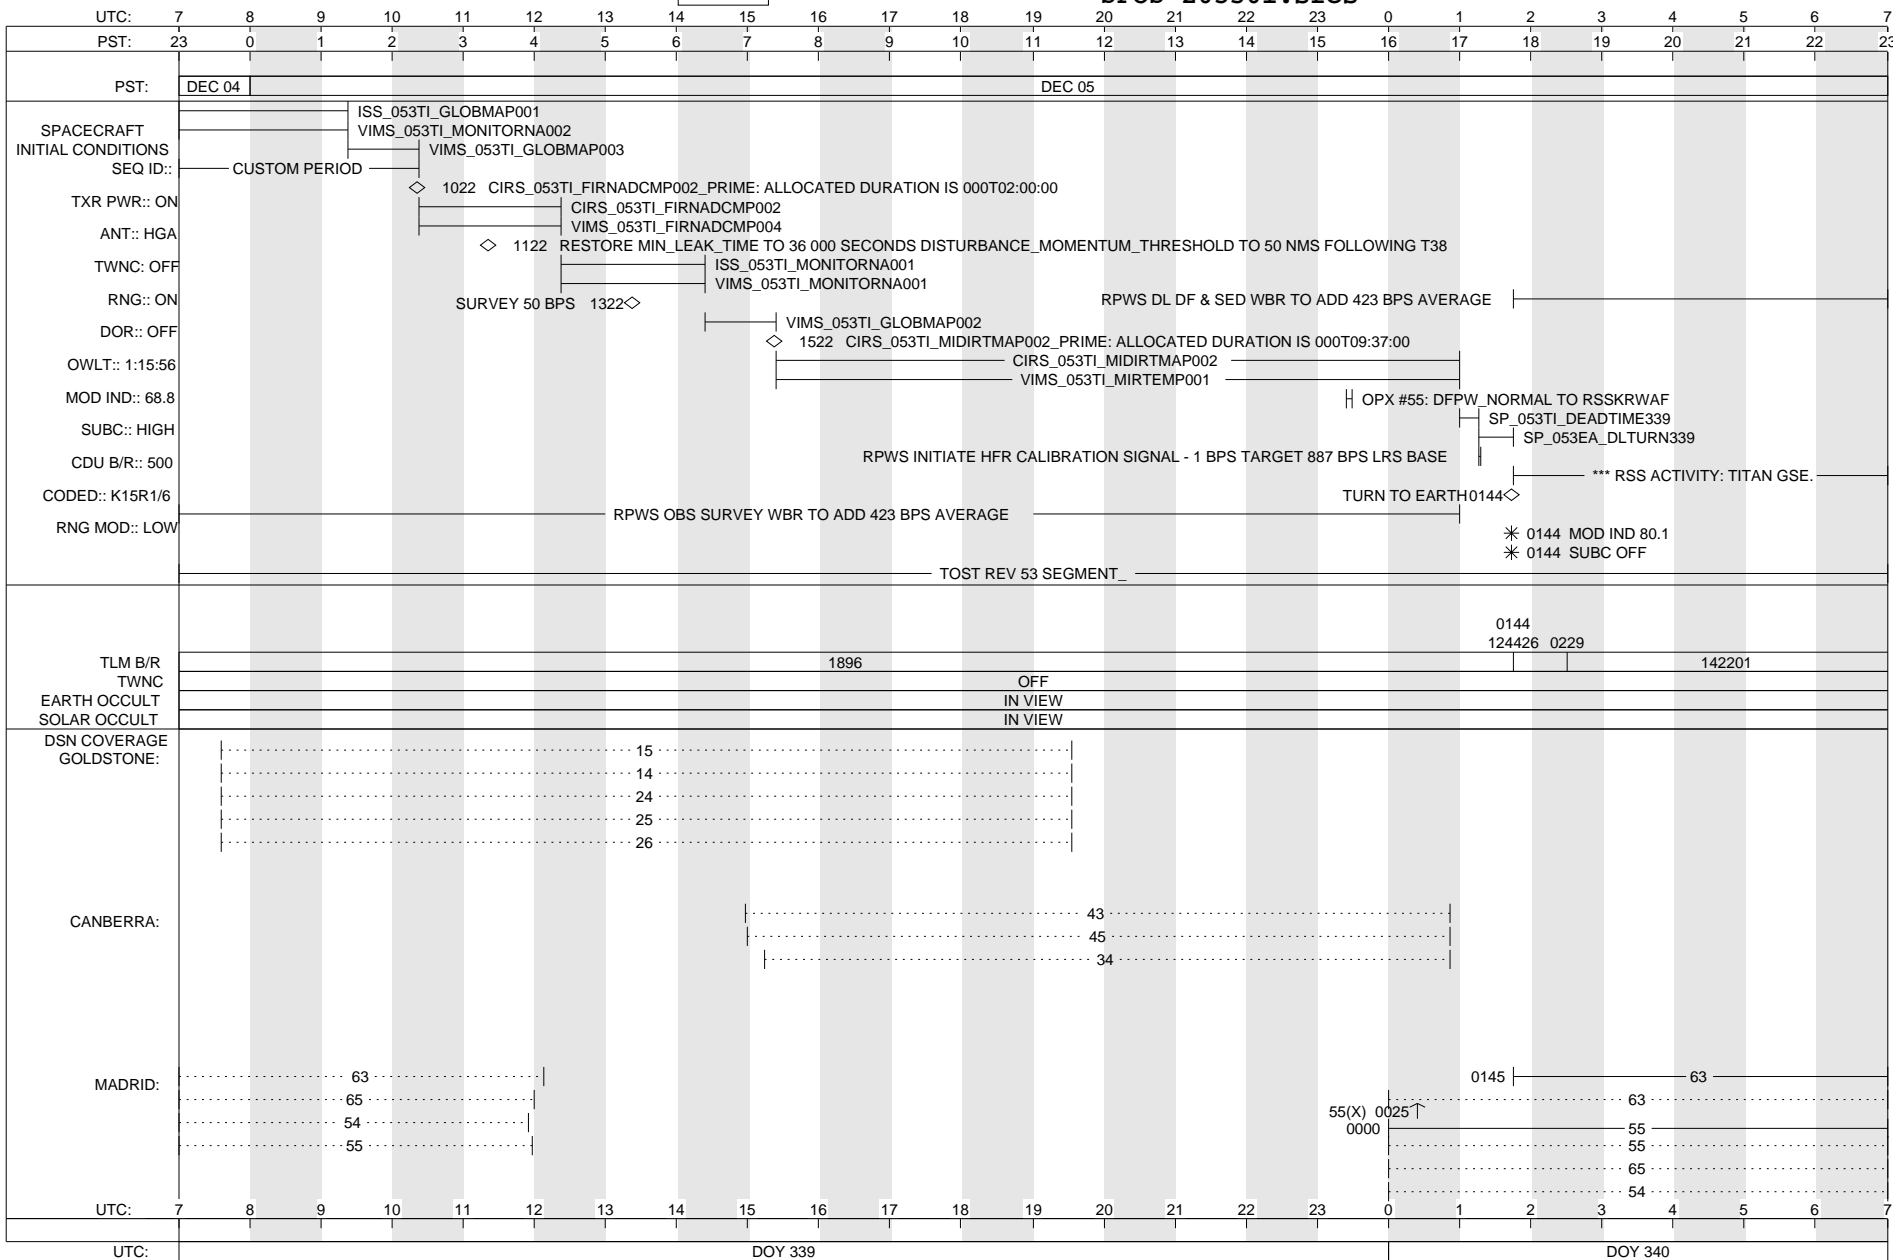 UTC: 7 8 9 10 11 12 13 14 15 16 17 18 19 20 21 22 23 0 1 2 3 4 5 6 7
PST: 23 0 1 2 3 4 5 6 7 8 9 10 11 12 13 14 15 16 17 18 19 20 21 22 23
PST: DEC 04 DEC 05
ISS_053TI_GLOBMAP001
SPACECRAFT VIMS_053TI_MONITORNA002
INITIAL CONDITIONS VIMS_053TI_GLOBMAP003
SEQ ID:: CUSTOM PERIOD
1022 CIRS_053TI_FIRNADCMP002_PRIME: ALLOCATED DURATION IS 000T02:00:00
TXR PWR:: ON CIRS_053TI_FIRNADCMP002
VIMS_053TI_FIRNADCMP004
ANT:: HGA
1122 RESTORE MIN_LEAK_TIME TO 36 000 SECONDS DISTURBANCE_MOMENTUM_THRESHOLD TO 50 NMS FOLLOWING T38
TWNC: OFF ISS_053TI_MONITORNA001
VIMS_053TI_MONITORNA001
RNG:: ON SURVEY 50 BPS 1322 RPWS DL DF & SED WBR TO ADD 423 BPS AVERAGE
VIMS_053TI_GLOBMAP002
DOR:: OFF
1522 CIRS_053TI_MIDIRTMAP002_PRIME: ALLOCATED DURATION IS 000T09:37:00
OWLT:: 1:15:56 CIRS_053TI_MIDIRTMAP002
VIMS_053TI_MIRTEMP001
MOD IND:: 68.8 OPX #55: DFPW_NORMAL TO RSSKRWAF
SP_053TI_DEADTIME339
SUBC:: HIGH SP_053EA_DLTURN339
CDU B/R:: 500 RPWS INITIATE HFR CALIBRATION SIGNAL - 1 BPS TARGET 887 BPS LRS BASE
*** RSS ACTIVITY: TITAN GSE.
CODED:: K15R1/6 TURN TO EARTH 0144
RPWS OBS SURVEY WBR TO ADD 423 BPS AVERAGE
RNG MOD:: LOW 0144 MOD IND 80.1
0144 SUBC OFF
TOST REV 53 SEGMENT_
0144
124426 0229
TLM B/R 1896 142201
TWNC OFF
EARTH OCCULT IN VIEW
SOLAR OCCULT IN VIEW
DSN COVERAGE
GOLDSTONE: 15
14
24
25
26
CANBERRA: 43
45
34
MADRID: 63 0145 63
65 63
55(X) 0025
54 0000 55
55 55
65
54
UTC: 7 8 9 10 11 12 13 14 15 16 17 18 19 20 21 22 23 0 1 2 3 4 5 6 7
UTC: DOY 339 DOY 340